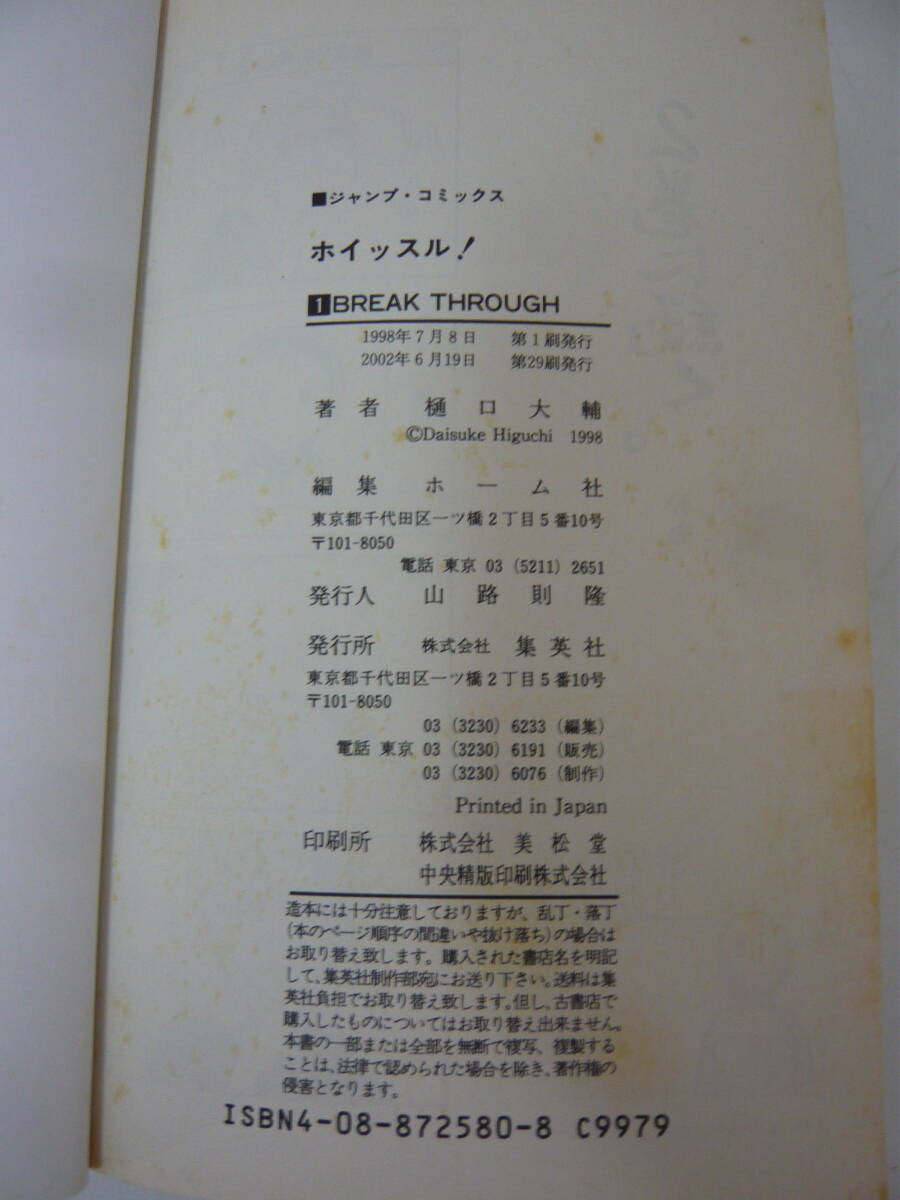 ■ジャンプ・コミックス
ホイッスル!
1 BREAK THROUGH
1998年7月8日 第1刷発行
2002年6月19日 第29刷発行
著者 樋口大輔
©Daisuke Higuchi 1998
編集 ホーム社
東京都千代田区一ツ橋2丁目5番10号
〒101-8050
電話 東京 03 (5211) 2651
発行人 山路則隆
発行所 株式会社 集英社
東京都千代田区一ツ橋2丁目5番10号
〒101-8050
03 (3230) 6233 (編集)
電話 東京 03 (3230) 6191 (販売)
03 (3230) 6076 (制作)
Printed in Japan
印刷所 株式会社 美松堂
中央精版印刷株式会社
造本には十分注意しておりますが、乱丁・落丁
(本のページ順序の間違いや抜け落ち)の場合は
お取り替え致します。購入された書店名を明記
して、集英社制作部宛にお送り下さい。送料は集
英社負担でお取り替え致します。但し、古書店で
購入したものについてはお取り替え出来ません。
本書の一部または全部を無断で複写、複製する
ことは、法律で認められた場合を除き、著作権の
侵害となります。
ISBN4-08-872580-8 C9979